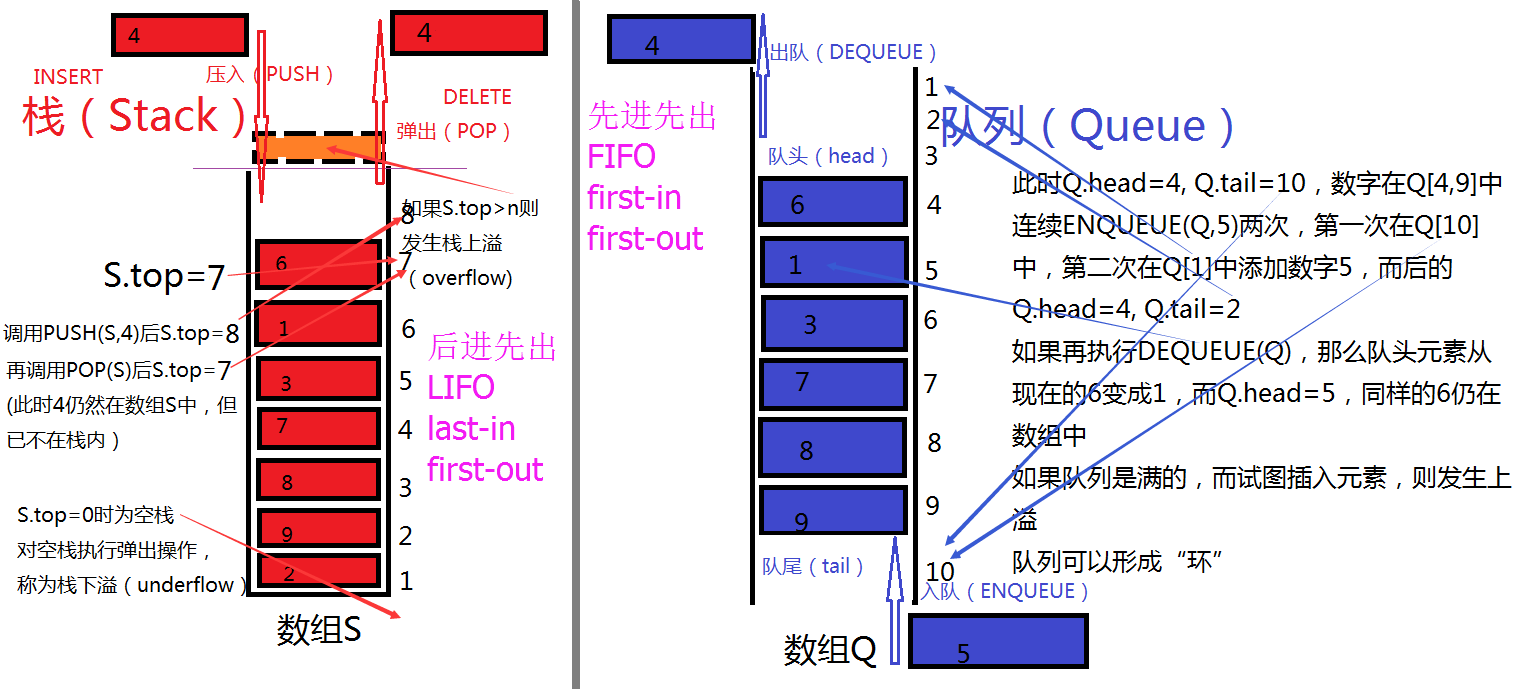 4
4
INSERT
压入（PUSH）
栈（Stack）
DELETE
弹出（POP）
如果S.top>n则
发生栈上溢
（overflow)
8
S.top=7
6
7
调用PUSH(S,4)后S.top=8
再调用POP(S)后S.top=7
(此时4仍然在数组S中，但
已不在栈内）
1
6
3
5
7
4
8
3
9
2
2
1
后进先出
LIFO
last-in
first-out
S.top=0时为空栈
对空栈执行弹出操作，
称为栈下溢（underflow）
数组S
4
出队（DEQUEUE）
先进先出
FIFO
first-in
first-out
队头（head）
队列（Queue）
1
2
3
6
4
1
5
3
6
7
7
8
8
9
9
10
队尾（tail）
入队（ENQUEUE）
数组Q
5
此时Q.head=4, Q.tail=10，数字在Q[4,9]中
连续ENQUEUE(Q,5)两次，第一次在Q[10]
中，第二次在Q[1]中添加数字5，而后的
Q.head=4, Q.tail=2
如果再执行DEQUEUE(Q)，那么队头元素从
现在的6变成1，而Q.head=5，同样的6仍在
数组中
如果队列是满的，而试图插入元素，则发生上
溢
队列可以形成“环”